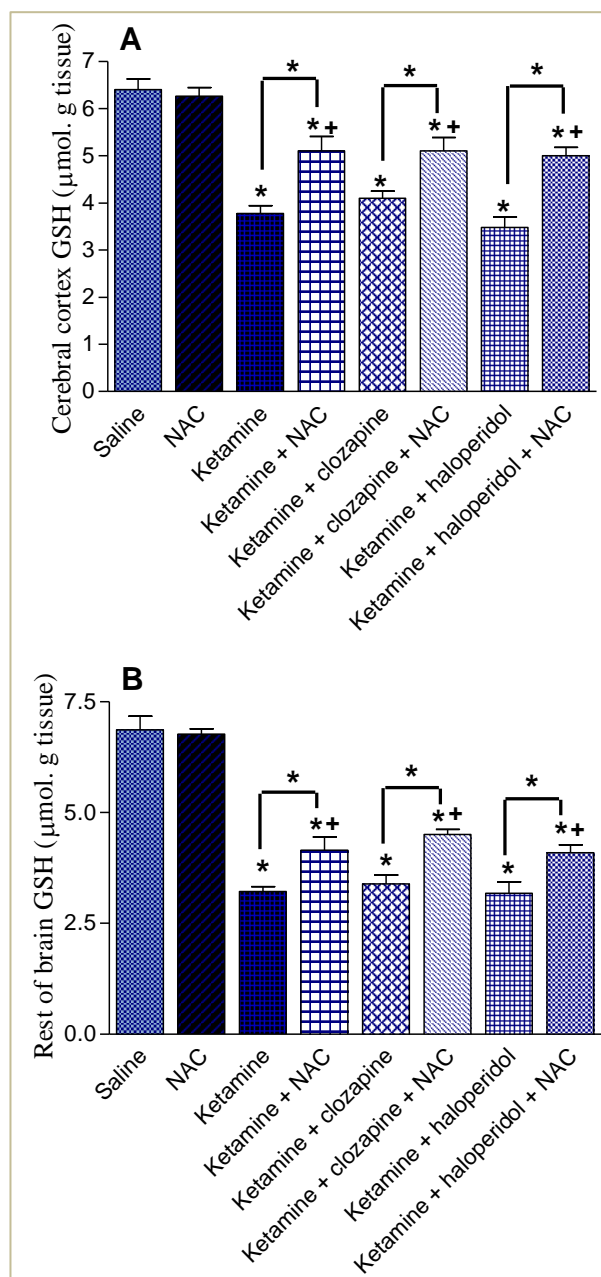 A
Cerebral cortex GSH (μmol. g tissue)
7
6
5
4
3
2
1
0
*
*
*
*
*+
*
*+
*
*+
Saline
NAC
Ketamine
Ketamine + NAC
Ketamine + clozapine
Ketamine + clozapine + NAC
Ketamine + haloperidol
Ketamine + haloperidol + NAC
B
Rest of brain GSH (μmol. g tissue)
7.5
5.0
2.5
0.0
*
*
*
*
*+
*
*+
*
*+
Saline
NAC
Ketamine
Ketamine + NAC
Ketamine + clozapine
Ketamine + clozapine + NAC
Ketamine + haloperidol
Ketamine + haloperidol + NAC